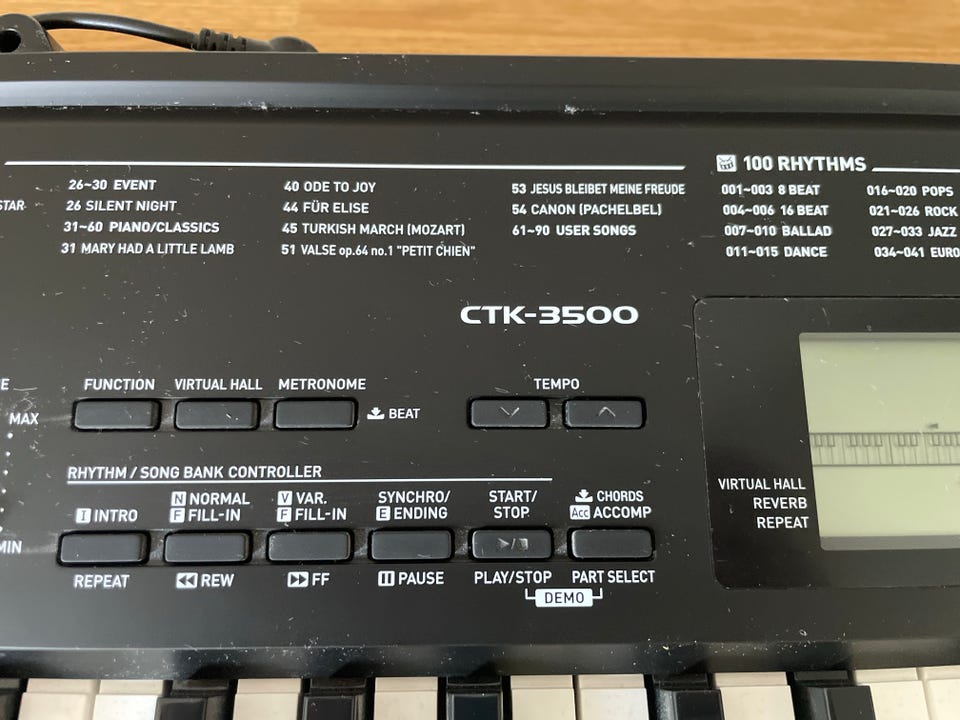 100 RHYTHMS
STAR
26~30 EVENT
26 SILENT NIGHT
31~60 PIANO/CLASSICS
31 MARY HAD A LITTLE LAMB
40 ODE TO JOY
44 FÜR ELISE
45 TURKISH MARCH (MOZART)
51 VALSE op.64 no.1 "PETIT CHIEN"
53 JESUS BLEIBET MEINE FREUDE
54 CANON (PACHELBEL)
61~90 USER SONGS
001~003 8 BEAT
004~006 16 BEAT
007~010 BALLAD
011~015 DANCE
016~020 POPS
021~026 ROCK
027~033 JAZZ
034~041 EURO
CTK-3500
E
MAX
FUNCTION
VIRTUAL HALL
METRONOME
BEAT
TEMPO
RHYTHM / SONG BANK CONTROLLER
I INTRO
N NORMAL
F FILL-IN
V VAR.
F FILL-IN
SYNCHRO/
E ENDING
START/
STOP
CHORDS
Acc ACCOMP
MIN
REPEAT
REW
FF
PAUSE
PLAY/STOP
PART SELECT
DEMO
VIRTUAL HALL
REVERB
REPEAT